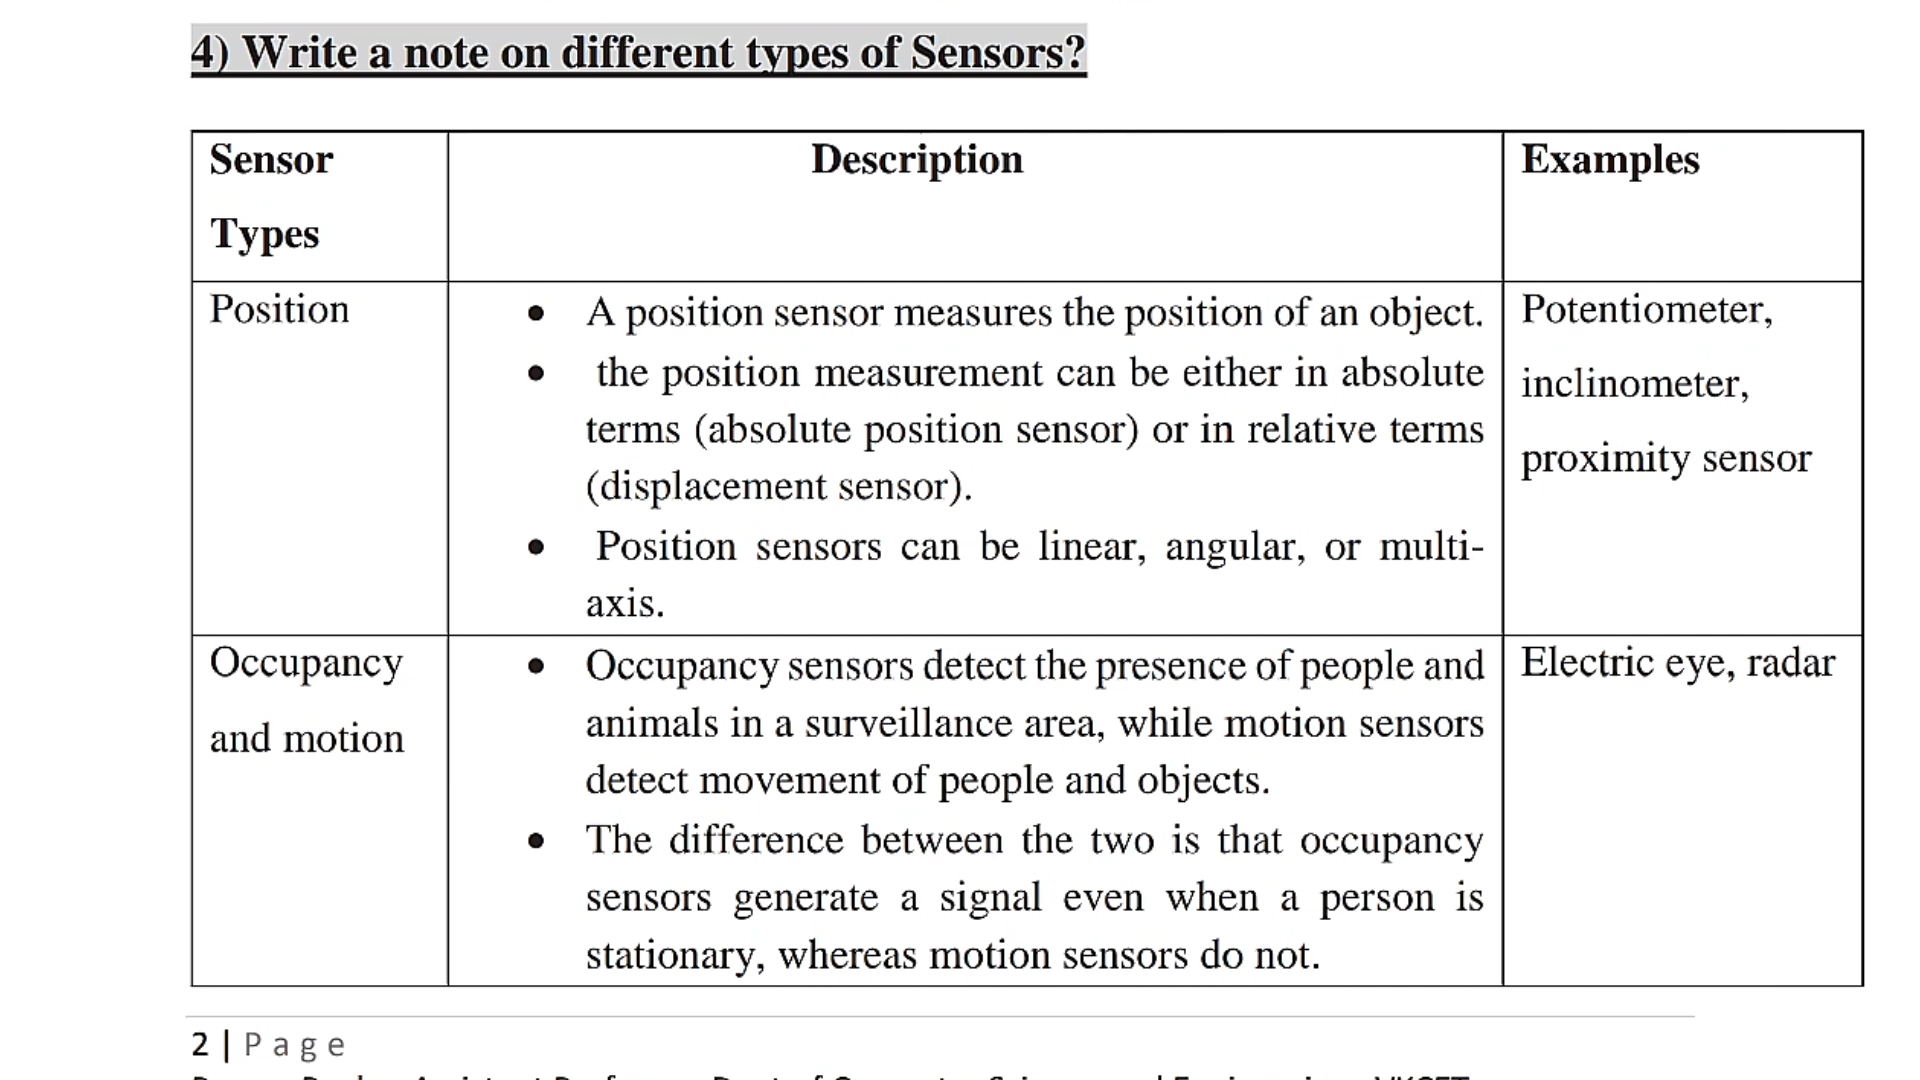 4) Write a note on different types of Sensors?
Sensor
Types
Description
Examples
Position
● A position sensor measures the position of an object.
● the position measurement can be either in absolute
terms (absolute position sensor) or in relative terms
(displacement sensor).
● Position sensors can be linear, angular, or multi-
axis.
Potentiometer,
inclinometer,
proximity sensor
Occupancy
and motion
● Occupancy sensors detect the presence of people and
animals in a surveillance area, while motion sensors
detect movement of people and objects.
● The difference between the two is that occupancy
sensors generate a signal even when a person is
stationary, whereas motion sensors do not.
Electric eye, radar
2 | P a g e